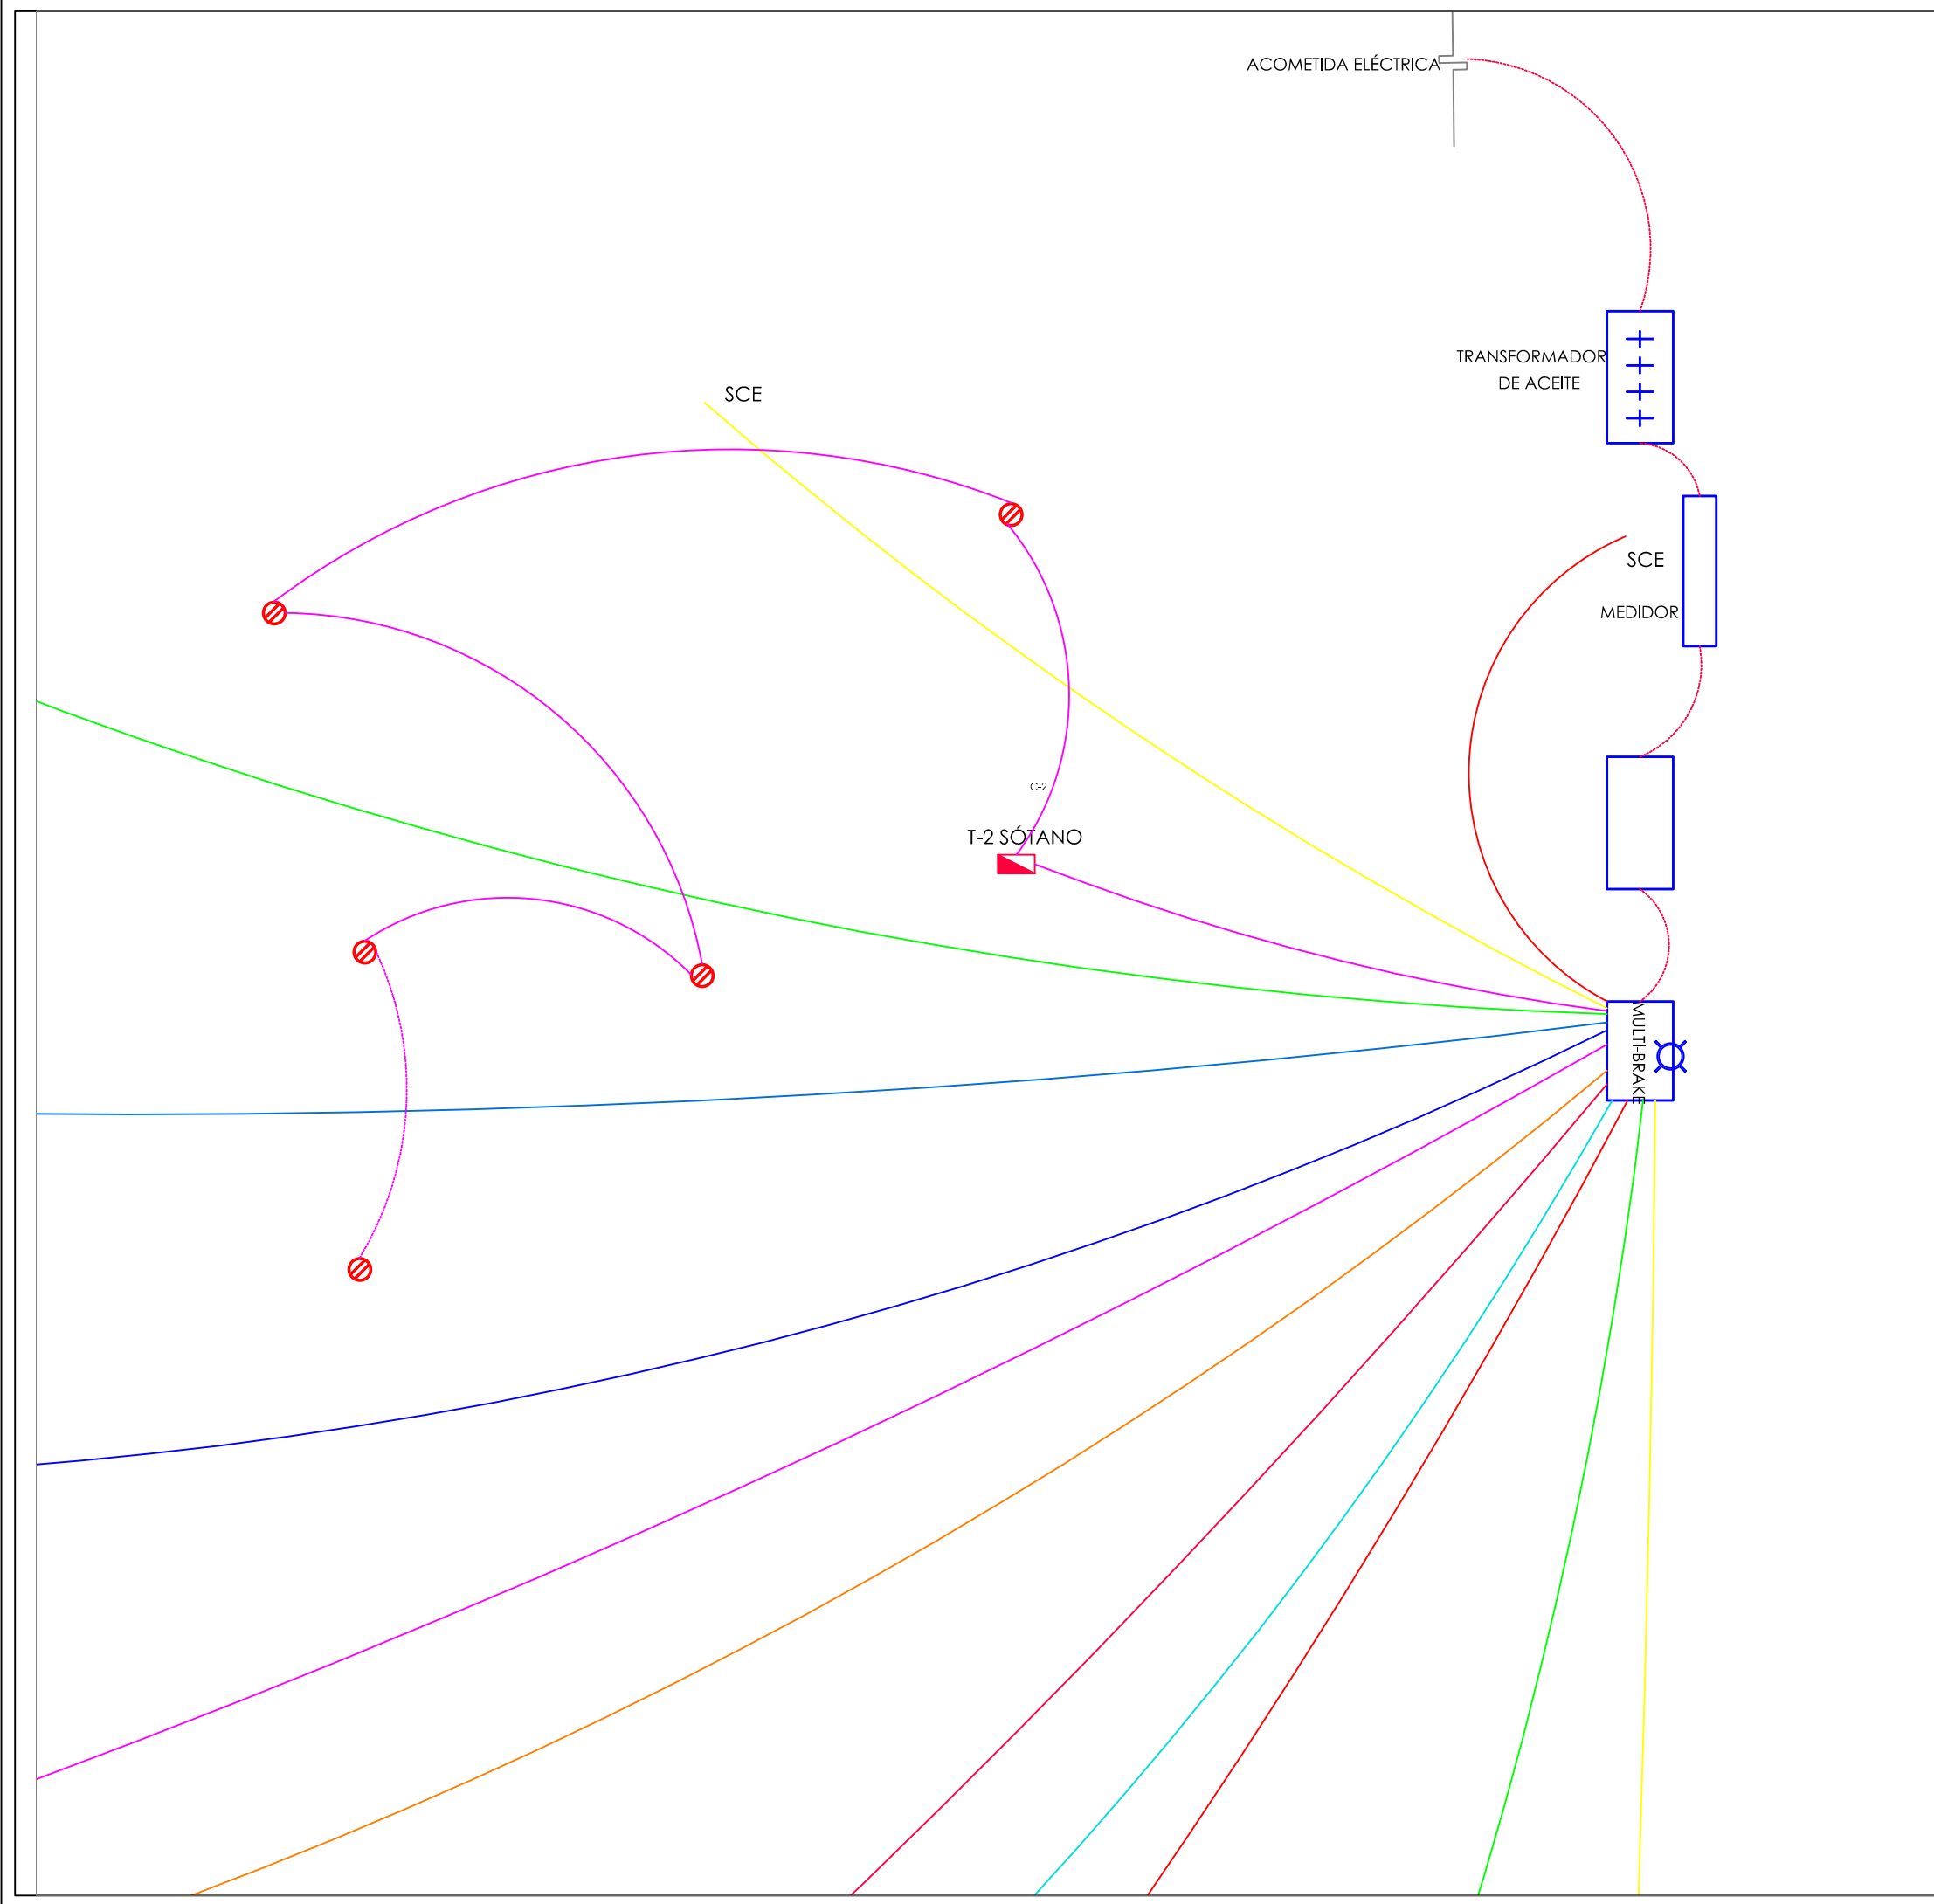 ACOMETIDA ELÉCTRICA
TRANSFORMADOR
DE ACEITE
SCE
SCE
MEDIDOR
C-2
T-2 SÓTANO
MULTI-BRAKE